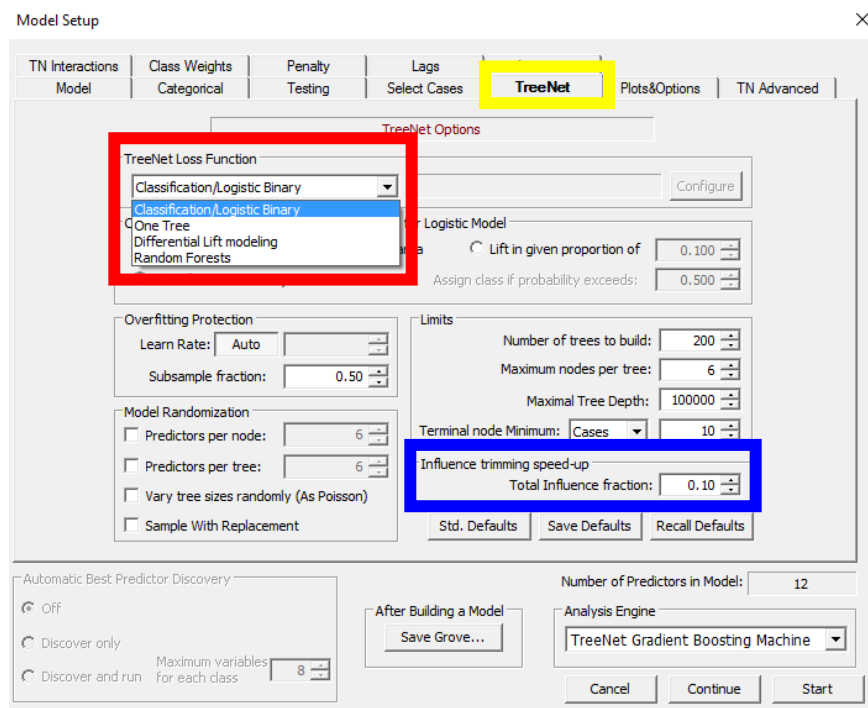 Model Setup
TN Interactions Class Weights Penalty Lags
Model Categorical Testing Select Cases TreeNet Plots&Options TN Advanced
TreeNet Options
TreeNet Loss Function
Classification/Logistic Binary Configure
Classification/Logistic Binary
One Tree
Differential Lift modeling
Random Forests
Logistic Model
Lift in given proportion of 0.100
Assign class if probability exceeds: 0.500
Overfitting Protection
Learn Rate: Auto
Subsample fraction: 0.50
Limits
Number of trees to build: 200
Maximum nodes per tree: 6
Maximal Tree Depth: 100000
Terminal node Minimum: Cases 10
Model Randomization
Predictors per node: 6
Predictors per tree: 6
Vary tree sizes randomly (As Poisson)
Sample With Replacement
Influence trimming speed-up
Total Influence fraction: 0.10
Std. Defaults Save Defaults Recall Defaults
Automatic Best Predictor Discovery
Off
Discover only
Discover and run
Maximum variables
for each class 8
After Building a Model
Save Grove...
Number of Predictors in Model: 12
Analysis Engine
TreeNet Gradient Boosting Machine
Cancel Continue Start